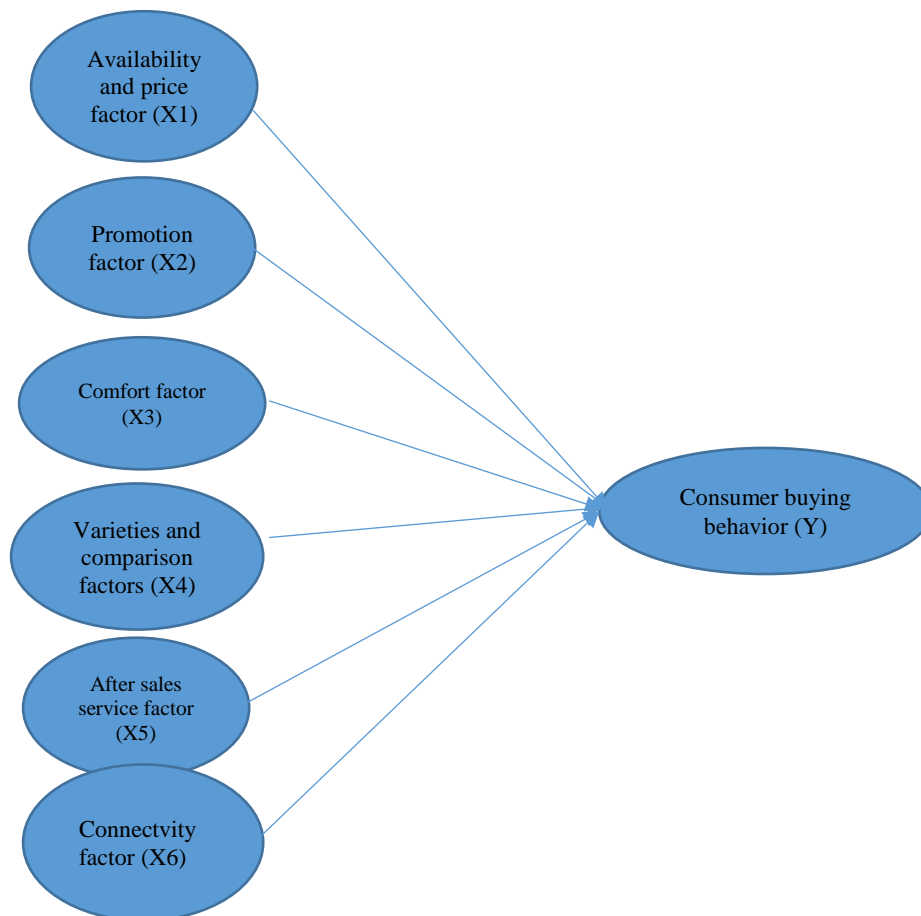 Availability
and price
factor (X1)
Promotion
factor (X2)
Comfort factor
(X3)
Varieties and
comparison
factors (X4)
After sales
service factor
(X5)
Connectvity
factor (X6)
Consumer buying
behavior (Y)